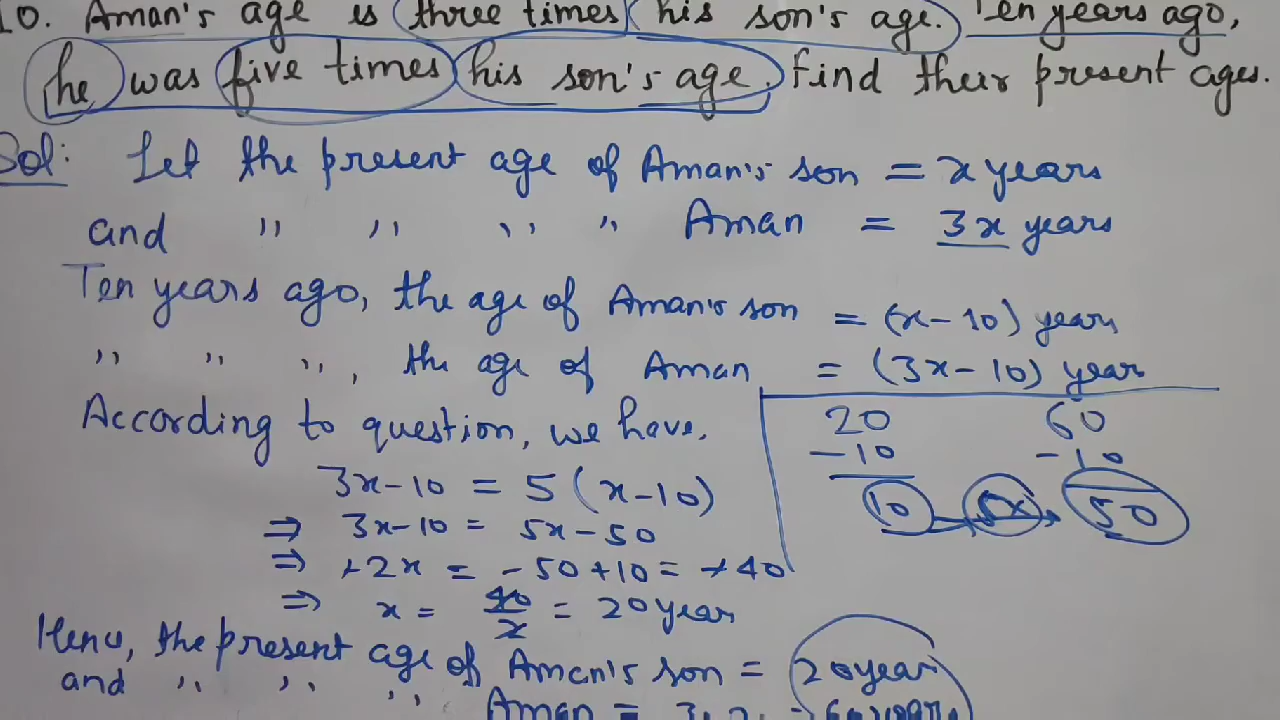 10. Aman's age is three times his son's age. Ten years ago,
he was five times his son's age. Find their present ages.
Sol: Let the present age of Aman's son = x years
and " " " " Aman = 3x years
Ten years ago, the age of Aman's son = (x-10) years
" " ", the age of Aman = (3x-10) year
According to question, we have,
3x-10 = 5(x-10)
⇒ 3x-10 = 5x-50
⇒ +2x = -50+10 = +40
⇒ x = 40/2 = 20 year
20 60
-10 -10
10 5x 50
Hence, the present age of Aman's son = 20 year
and " " " Aman = 3